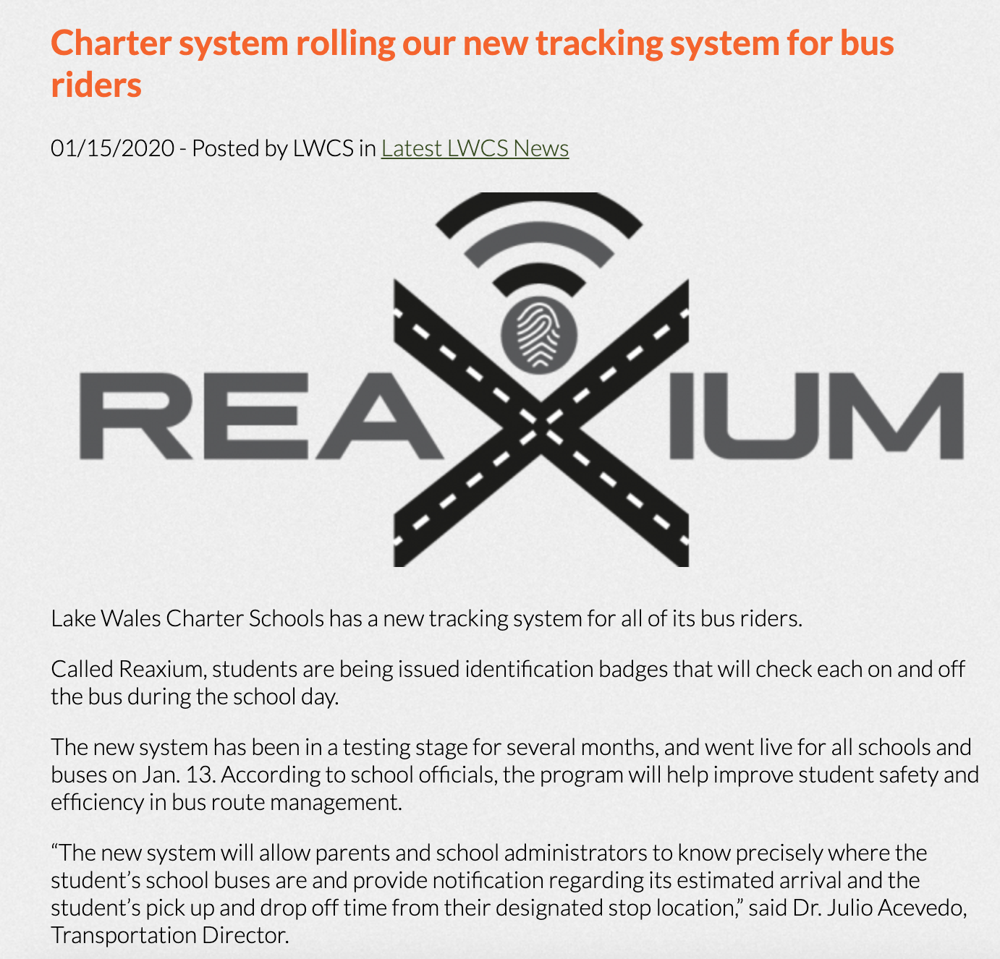 Charter system rolling our new tracking system for bus
riders
01/15/2020 - Posted by LWCS in Latest LWCS News
REAXIUM
Lake Wales Charter Schools has a new tracking system for all of its bus riders.
Called Reaxium, students are being issued identification badges that will check each on and off
the bus during the school day.
The new system has been in a testing stage for several months, and went live for all schools and
buses on Jan. 13. According to school officials, the program will help improve student safety and
efficiency in bus route management.
“The new system will allow parents and school administrators to know precisely where the
student’s school buses are and provide notification regarding its estimated arrival and the
student’s pick up and drop off time from their designated stop location,” said Dr. Julio Acevedo,
Transportation Director.